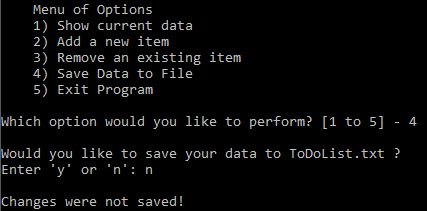 Menu of Options
1) Show current data
2) Add a new item
3) Remove an existing item
4) Save Data to File
5) Exit Program
Which option would you like to perform? [1 to 5] - 4
Would you like to save your data to ToDoList.txt ?
Enter 'y' or 'n': n
Changes were not saved!